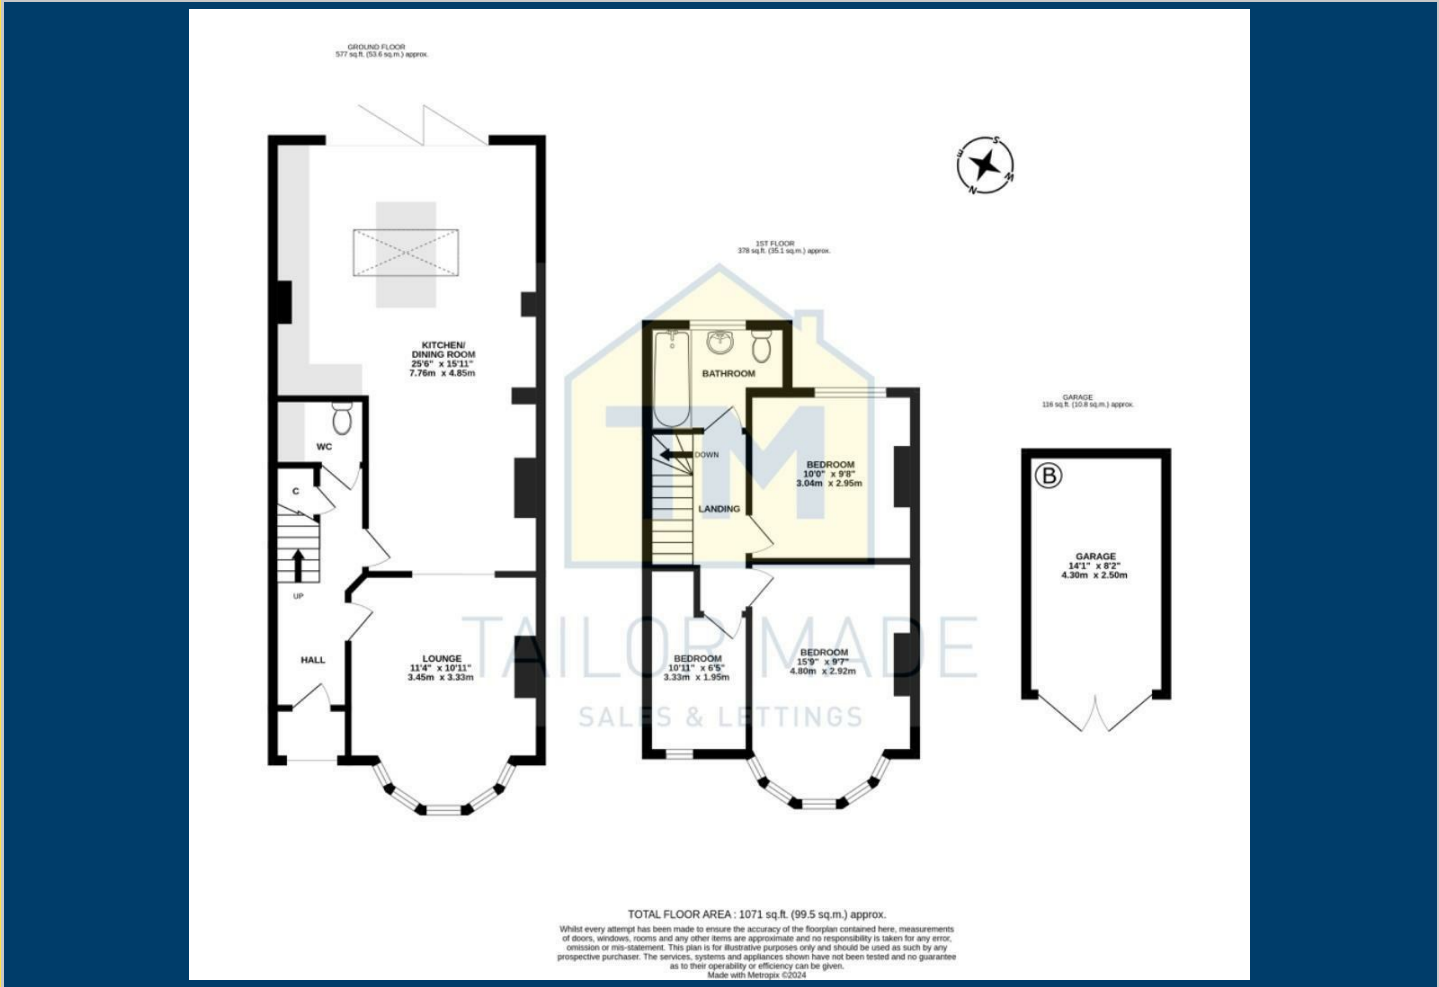 GROUND FLOOR
577 sq.ft. (53.6 sq.m.) approx.
KITCHEN/
DINING ROOM
25'6" x 15'11"
7.76m x 4.85m
WC
C
UP
HALL
LOUNGE
11'4" x 10'11"
3.45m x 3.33m
1ST FLOOR
378 sq.ft. (35.1 sq.m.) approx.
BATHROOM
DOWN
LANDING
BEDROOM
10'0" x 9'8"
3.04m x 2.95m
BEDROOM
10'11" x 6'5"
3.33m x 1.95m
BEDROOM
15'9" x 9'7"
4.80m x 2.92m
S
E
W
N
GARAGE
116 sq.ft. (10.8 sq.m.) approx.
B
GARAGE
14'1" x 8'2"
4.30m x 2.50m
TM
TAILOR MADE
SALES & LETTINGS
TOTAL FLOOR AREA : 1071 sq.ft. (99.5 sq.m.) approx.
Whilst every attempt has been made to ensure the accuracy of the floorplan contained here, measurements
of doors, windows, rooms and any other items are approximate and no responsibility is taken for any error,
omission or mis-statement. This plan is for illustrative purposes only and should be used as such by any
prospective purchaser. The services, systems and appliances shown have not been tested and no guarantee
as to their operability or efficiency can be given.
Made with Metropix ©2024